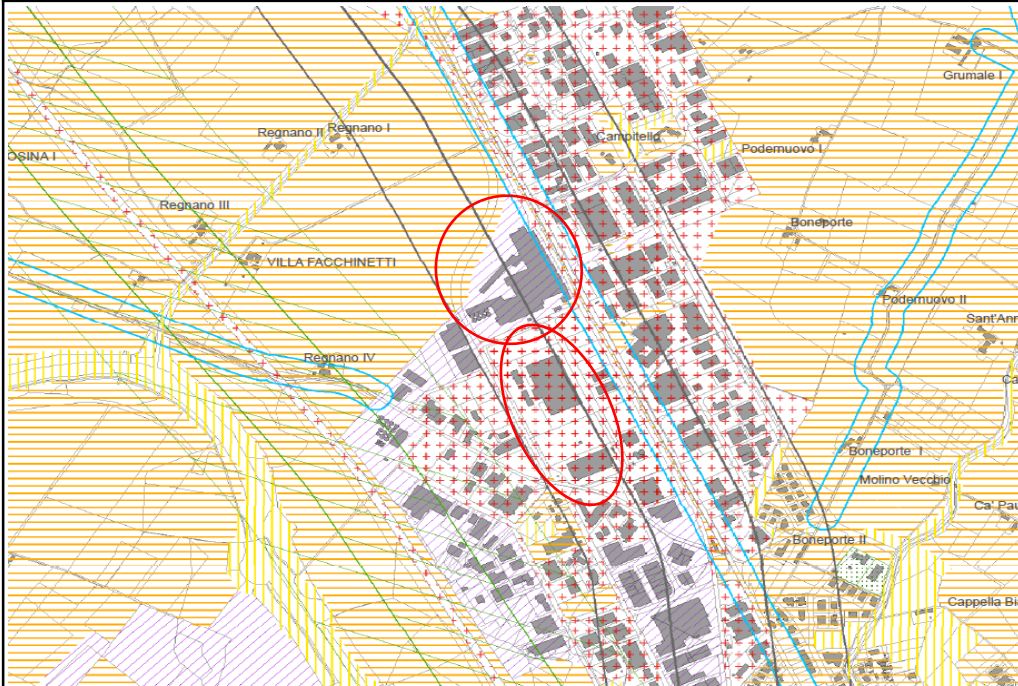 Grumale I
Regnano II
Regnano I
Campitello
Podernuovo I
OSINA I
Regnano III
Boneporte
VILLA FACCHINETTI
Podernuovo II
Sant'Ann
Regnano IV
Ca
Boneporte I
Molino Vecchio
Ca' Pau
Boneporte II
Cappella Bi